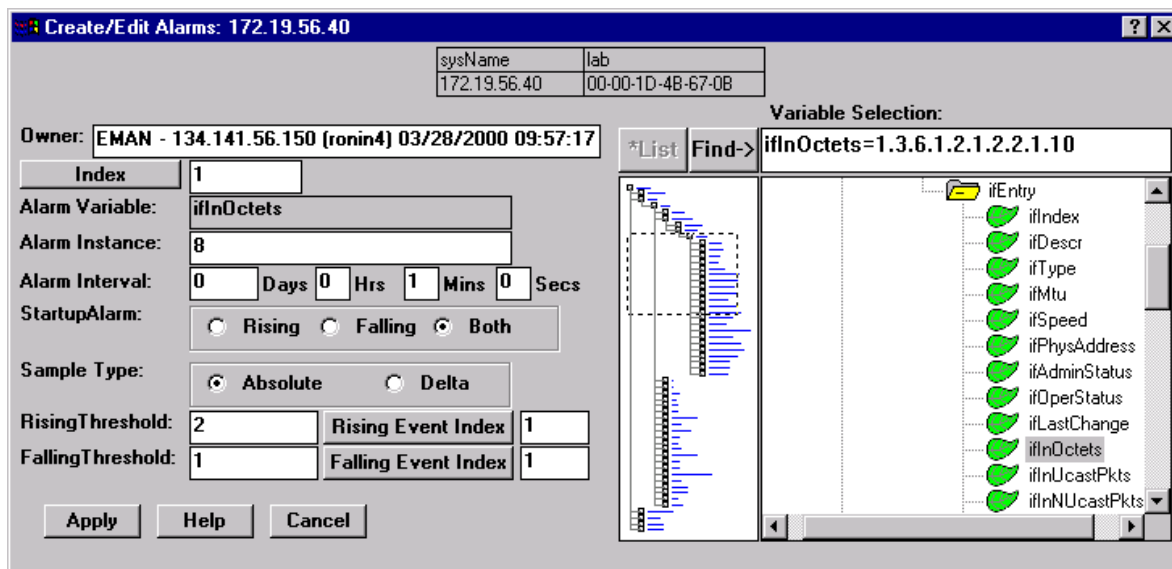 Create/Edit Alarms: 172.19.56.40
sysName lab
172.19.56.40 00-00-1D-4B-67-0B
Variable Selection:
Owner: EMAN - 134.141.56.150 (ronin4) 03/28/2000 09:57:17
*List Find-> ifInOctets=1.3.6.1.2.1.2.2.1.10
Index 1
Alarm Variable: ifInOctets
Alarm Instance: 8
Alarm Interval: 0 Days 0 Hrs 1 Mins 0 Secs
StartupAlarm: Rising Falling Both
Sample Type: Absolute Delta
RisingThreshold: 2 Rising Event Index 1
FallingThreshold: 1 Falling Event Index 1
Apply Help Cancel
ifEntry
ifIndex
ifDescr
ifType
ifMtu
ifSpeed
ifPhysAddress
ifAdminStatus
ifOperStatus
ifLastChange
ifInOctets
ifInUcastPkts
ifInNUcastPkts